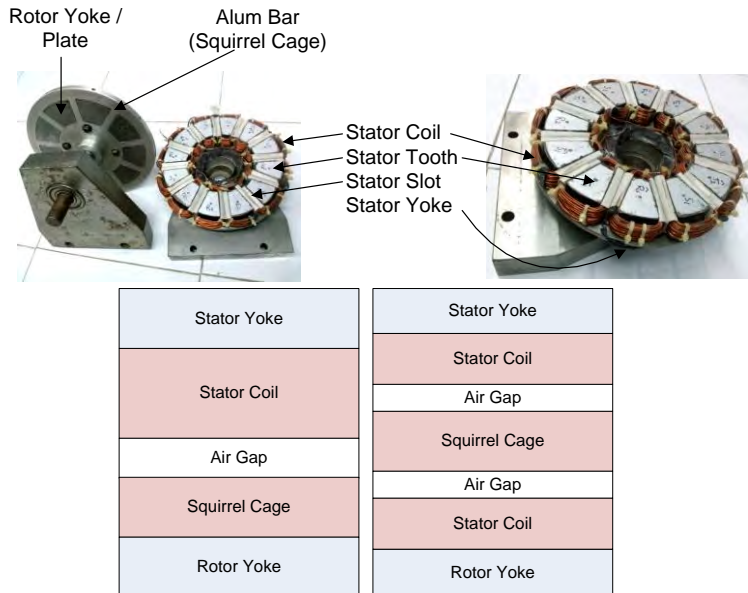 Rotor Yoke /
Plate
Alum Bar
(Squirrel Cage)
Stator Coil
Stator Tooth
Stator Slot
Stator Yoke
Stator Yoke
Stator Coil
Air Gap
Squirrel Cage
Rotor Yoke
Stator Yoke
Stator Coil
Air Gap
Squirrel Cage
Air Gap
Stator Coil
Rotor Yoke